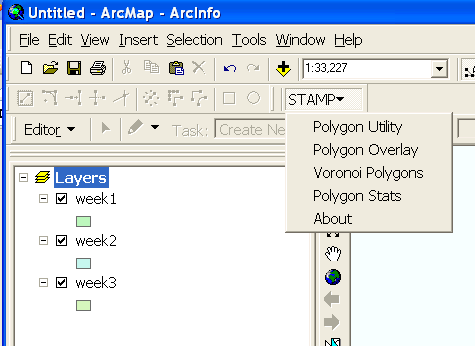 Untitled - ArcMap - ArcInfo
File Edit View Insert Selection Tools Window Help
1:33,227
STAMP
Editor Task: Create New
Polygon Utility
Polygon Overlay
Voronoi Polygons
Polygon Stats
About
Layers
week1
week2
week3